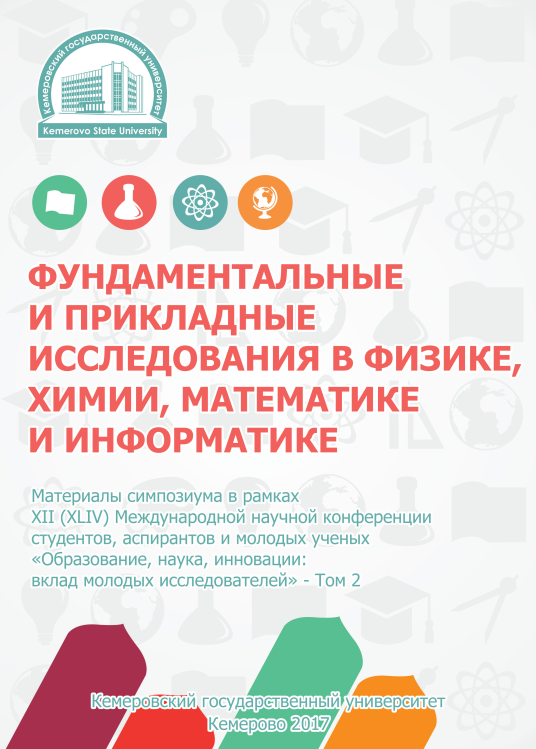 Кемеровский государственный университет
Kemerovo State University
ФУНДАМЕНТАЛЬНЫЕ
И ПРИКЛАДНЫЕ
ИССЛЕДОВАНИЯ В ФИЗИКЕ,
ХИМИИ, МАТЕМАТИКЕ
И ИНФОРМАТИКЕ
Материалы симпозиума в рамках
XII (XLIV) Международной научной конференции
студентов, аспирантов и молодых ученых
«Образование, наука, инновации:
вклад молодых исследователей» - Том 2
Кемеровский государственный университет
Кемерово 2017